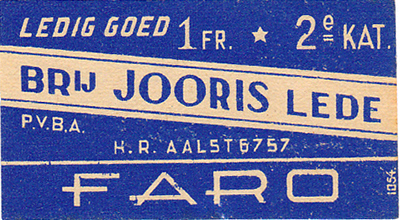 LEDIG GOED 1 FR. ★ 2e KAT.
BRIJ JOORIS LEDE
P.V.B.A.
H.R. AALST 6757
FARO
1054